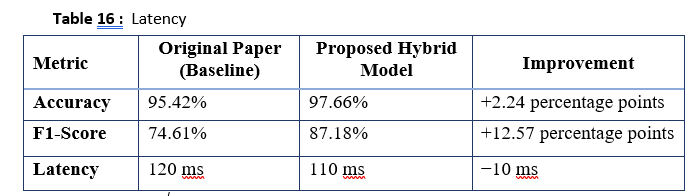 Table 16 : Latency
Metric Original Paper (Baseline) Proposed Hybrid Model Improvement
Accuracy 95.42% 97.66% +2.24 percentage points
F1-Score 74.61% 87.18% +12.57 percentage points
Latency 120 ms 110 ms −10 ms